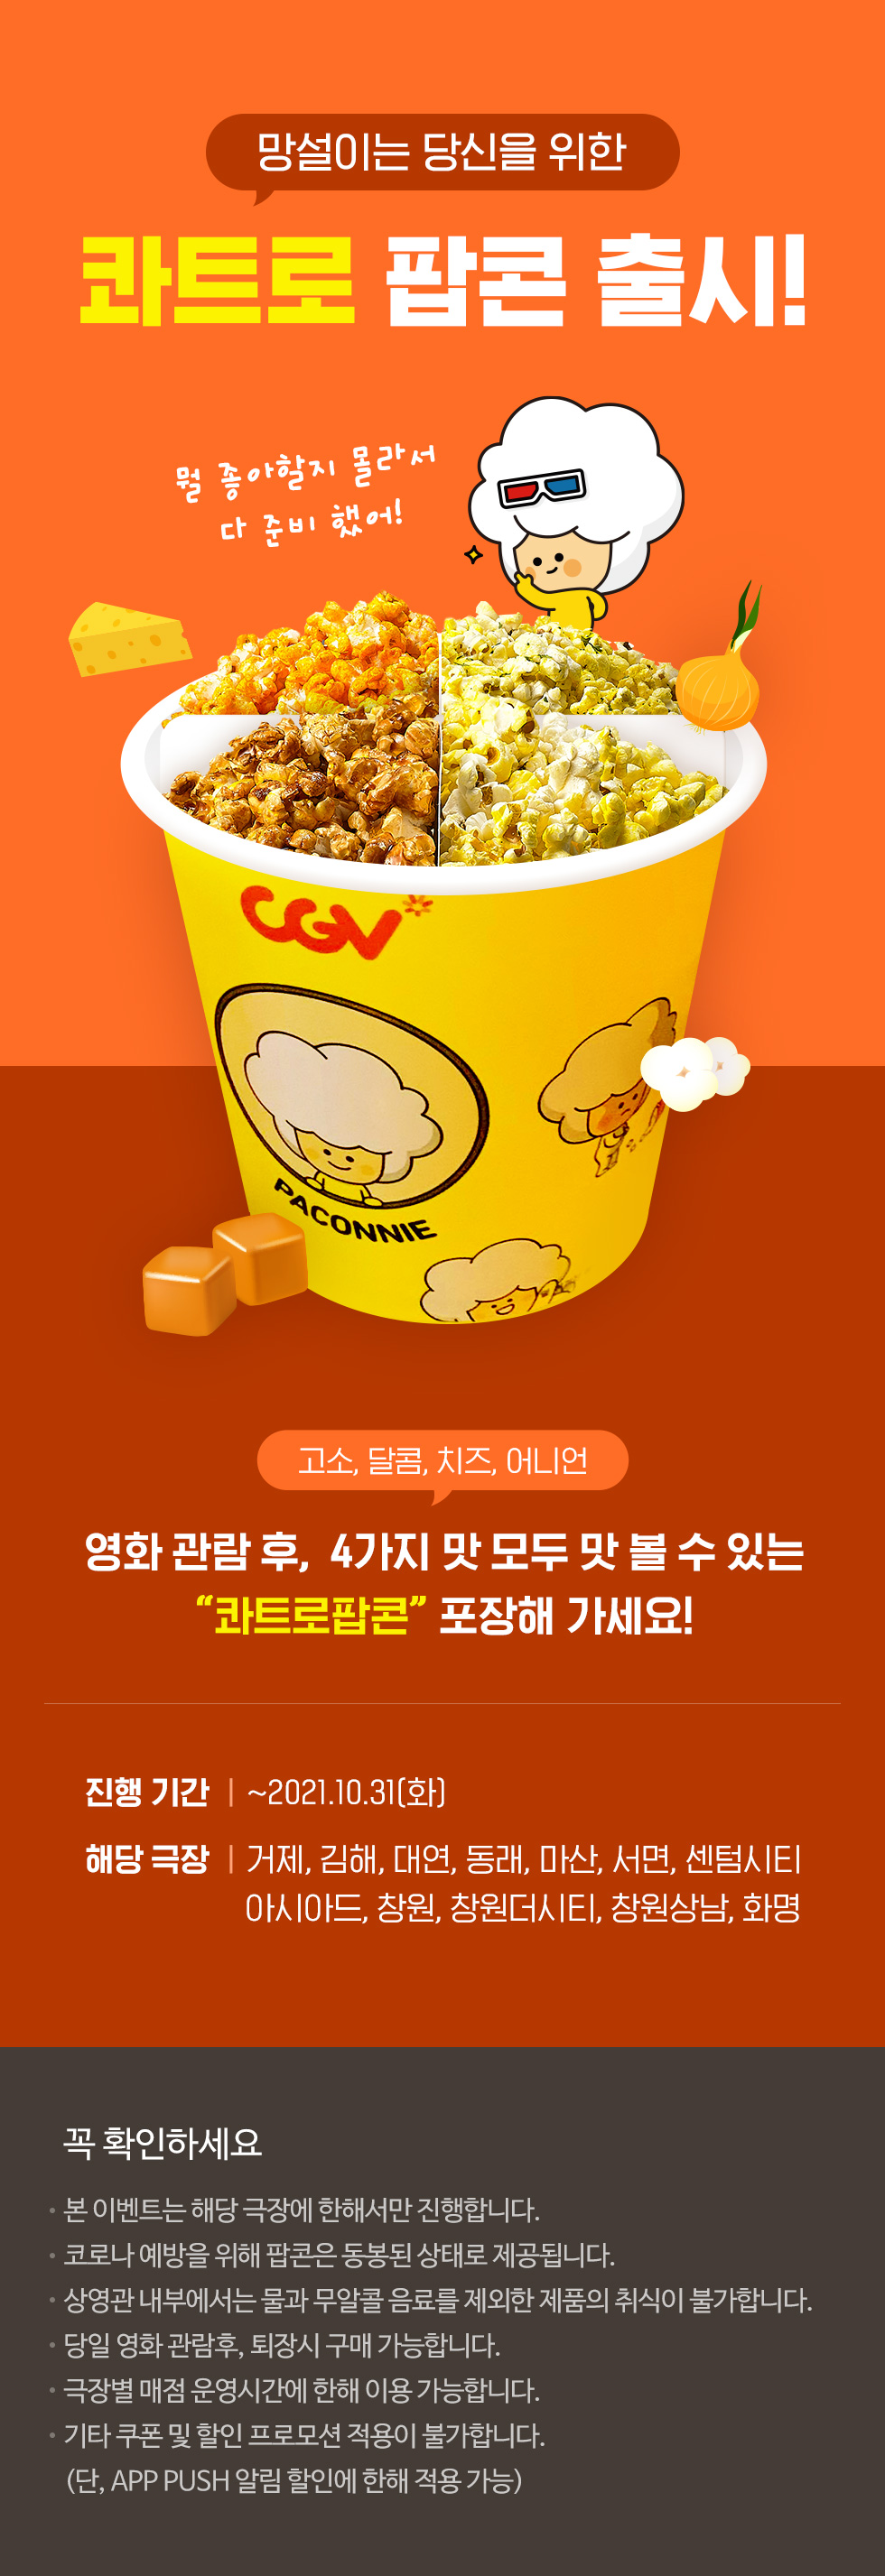 망설이는 당신을 위한
콰트로 팝콘 출시!
뭘 좋아할지 몰라서
다 준비 했어!
CGV
PACONNIE
고소, 달콤, 치즈, 어니언
영화 관람 후, 4가지 맛 모두 맛 볼 수 있는
“콰트로팝콘” 포장해 가세요!
진행 기간 | ~2021.10.31(화)
해당 극장 | 거제, 김해, 대연, 동래, 마산, 서면, 센텀시티
아시아드, 창원, 창원더시티, 창원상남, 화명
꼭 확인하세요
· 본 이벤트는 해당 극장에 한해서만 진행합니다.
· 코로나 예방을 위해 팝콘은 동봉된 상태로 제공됩니다.
· 상영관 내부에서는 물과 무알콜 음료를 제외한 제품의 취식이 불가합니다.
· 당일 영화 관람후, 퇴장시 구매 가능합니다.
· 극장별 매점 운영시간에 한해 이용 가능합니다.
· 기타 쿠폰 및 할인 프로모션 적용이 불가합니다.
(단, APP PUSH 알림 할인에 한해 적용 가능)